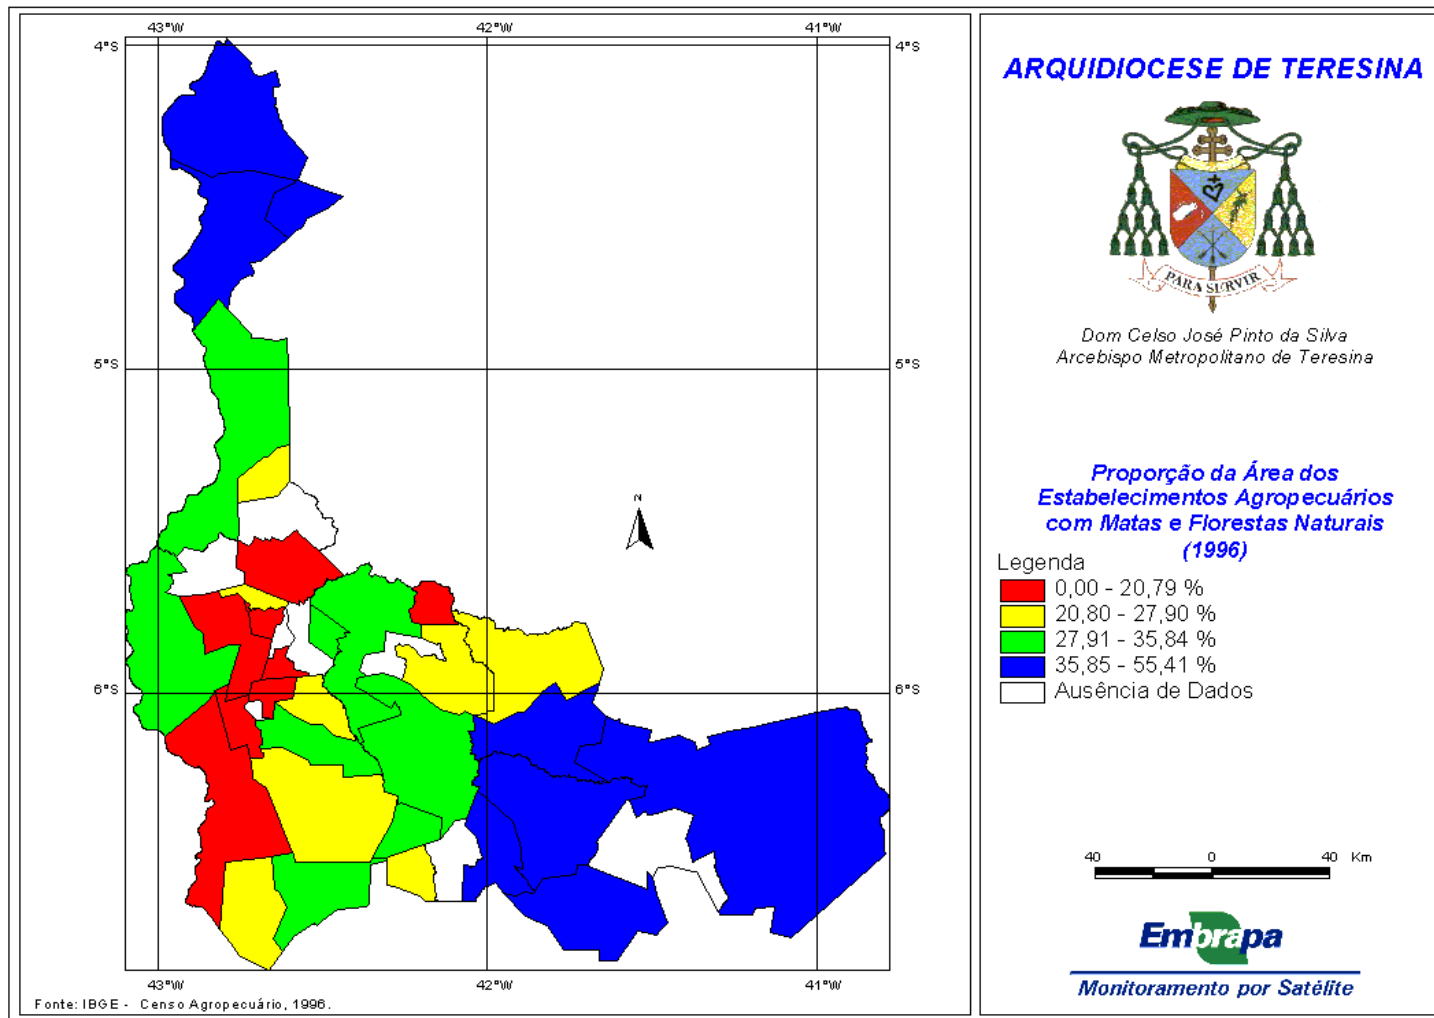 43°W 42°W 41°W
4°S 4°S
5°S 5°S
6°S 6°S
43°W 42°W 41°W
N
Fonte: IBGE - Censo Agropecuário, 1996.
ARQUIDIOCESE DE TERESINA
PARA SERVIR
Dom Celso José Pinto da Silva
Arcebispo Metropolitano de Teresina
Proporção da Área dos
Estabelecimentos Agropecuários
com Matas e Florestas Naturais
(1996)
Legenda
0,00 - 20,79 %
20,80 - 27,90 %
27,91 - 35,84 %
35,85 - 55,41 %
Ausência de Dados
40 0 40 Km
Embrapa
Monitoramento por Satélite